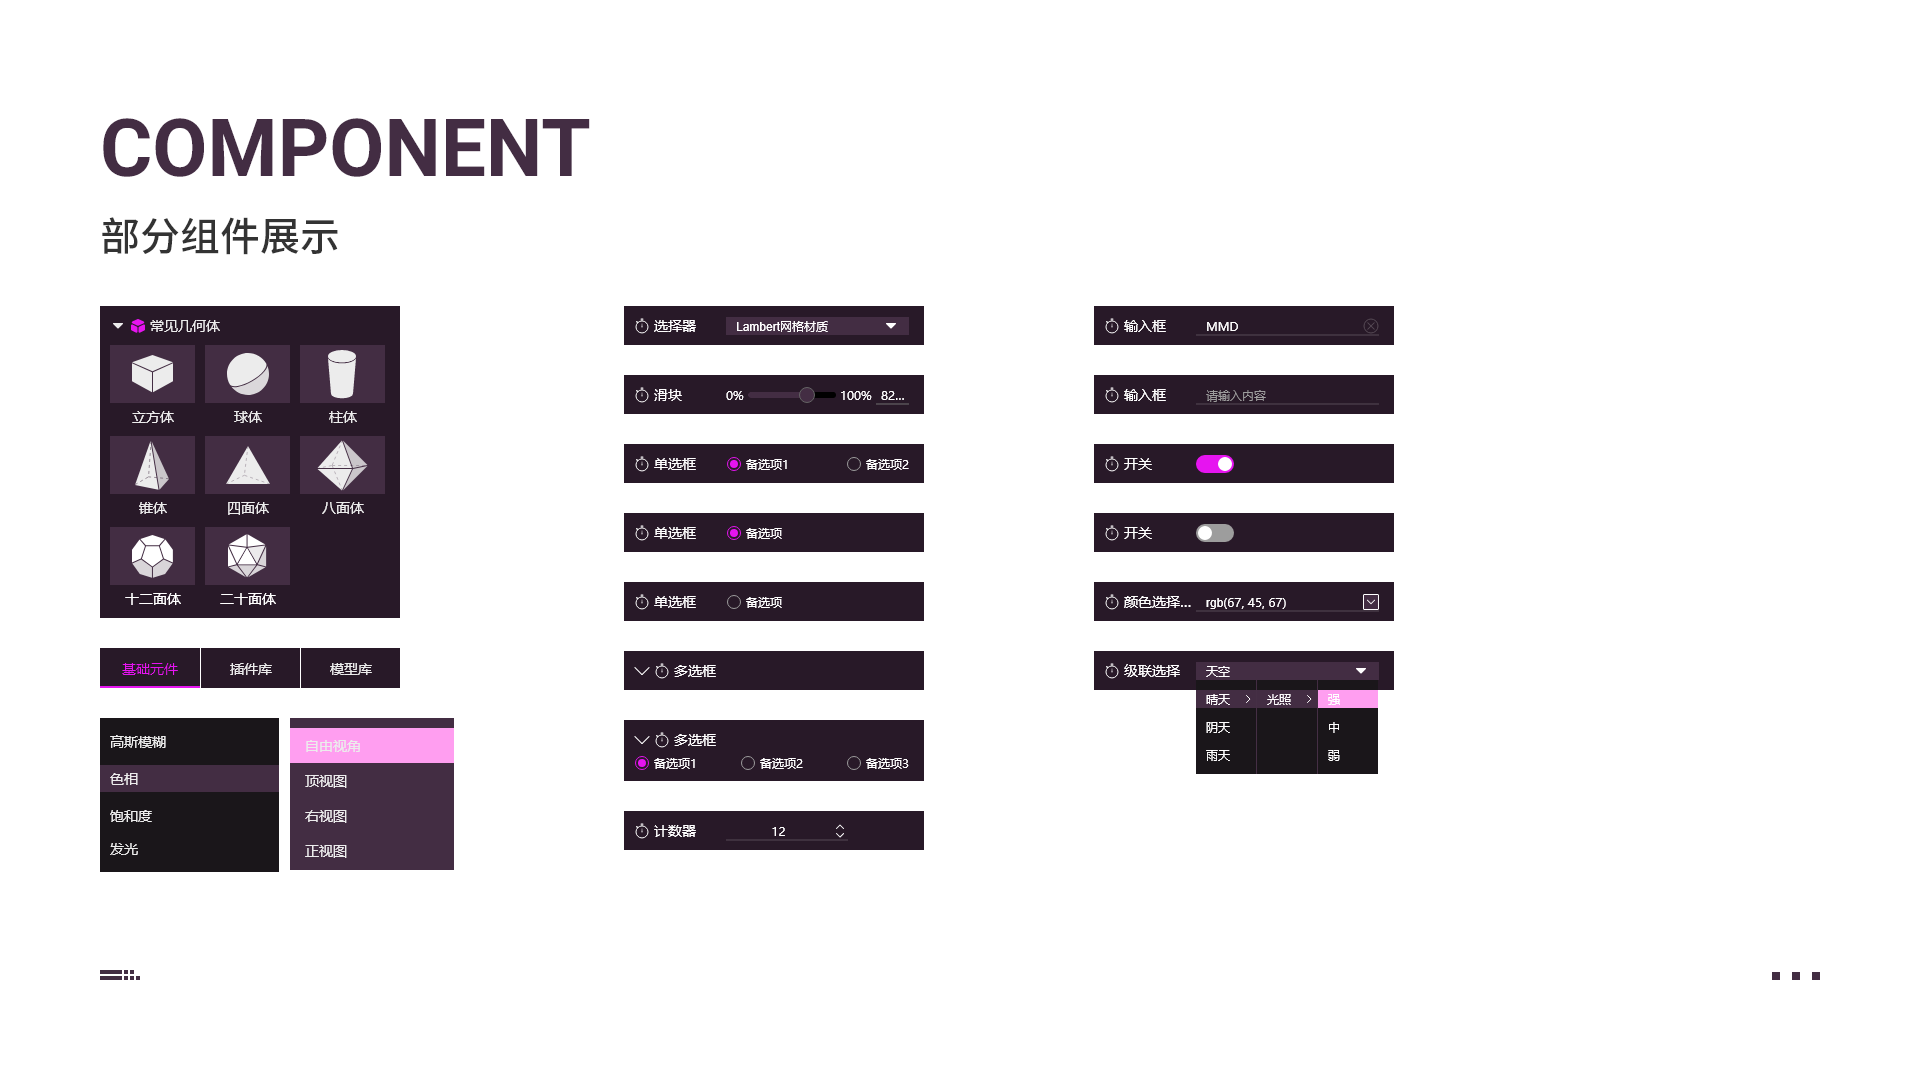 COMPONENT
部分组件展示
常见几何体
立方体 球体 柱体
锥体 四面体 八面体
十二面体 二十面体
基础元件 插件库 模型库
高斯模糊
色相
饱和度
发光
自由视角
顶视图
右视图
正视图
选择器 Lambert网格材质
滑块 0% 100% 82...
单选框 备选项1 备选项2
单选框 备选项
单选框 备选项
多选框
多选框
备选项1 备选项2 备选项3
计数器 12
输入框 MMD
输入框 请输入内容
开关
开关
颜色选择... rgb(67, 45, 67)
级联选择 天空
晴天 光照 强
阴天 中
雨天 弱